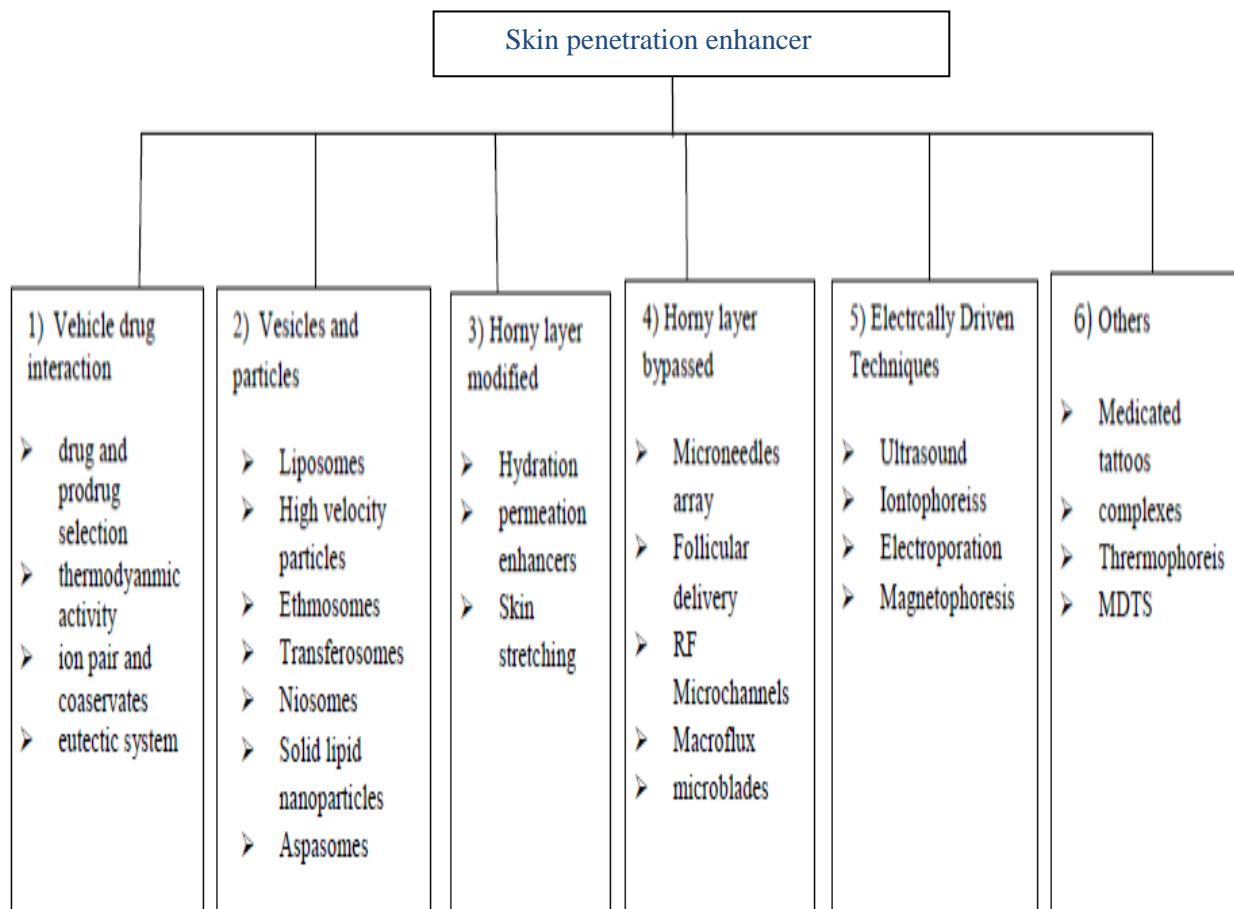 Skin penetration enhancer
1) Vehicle drug
interaction
➢ drug and
prodrug
selection
➢ thermodyanmic
activity
➢ ion pair and
coaservates
➢ eutectic system
2) Vesicles and
particles
➢ Liposomes
➢ High velocity
particles
➢ Ethmosomes
➢ Transferosomes
➢ Niosomes
➢ Solid lipid
nanoparticles
➢ Aspasomes
3) Horny layer
modified
➢ Hydration
➢ permeation
enhancers
➢ Skin
stretching
4) Horny layer
bypassed
➢ Microneedles
array
➢ Follicular
delivery
➢ RF
Microchannels
➢ Macroflux
➢ microblades
5) Electrcally Driven
Techniques
➢ Ultrasound
➢ Iontophoreiss
➢ Electroporation
➢ Magnetophoresis
6) Others
➢ Medicated
tattoos
➢ complexes
➢ Thrermophoreis
➢ MDTS